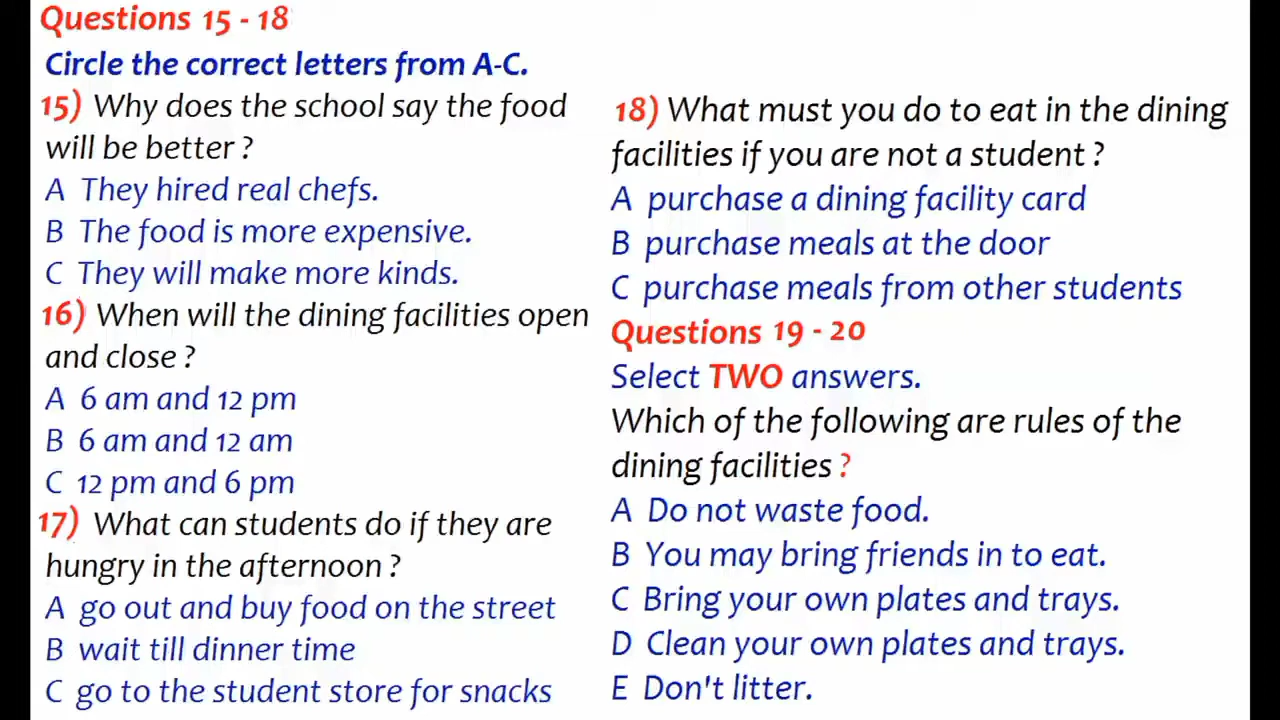 Questions 15 - 18
Circle the correct letters from A-C.
15) Why does the school say the food
will be better ?
A They hired real chefs.
B The food is more expensive.
C They will make more kinds.
16) When will the dining facilities open
and close ?
A 6 am and 12 pm
B 6 am and 12 am
C 12 pm and 6 pm
17) What can students do if they are
hungry in the afternoon ?
A go out and buy food on the street
B wait till dinner time
C go to the student store for snacks
18) What must you do to eat in the dining
facilities if you are not a student ?
A purchase a dining facility card
B purchase meals at the door
C purchase meals from other students
Questions 19 - 20
Select TWO answers.
Which of the following are rules of the
dining facilities ?
A Do not waste food.
B You may bring friends in to eat.
C Bring your own plates and trays.
D Clean your own plates and trays.
E Don't litter.